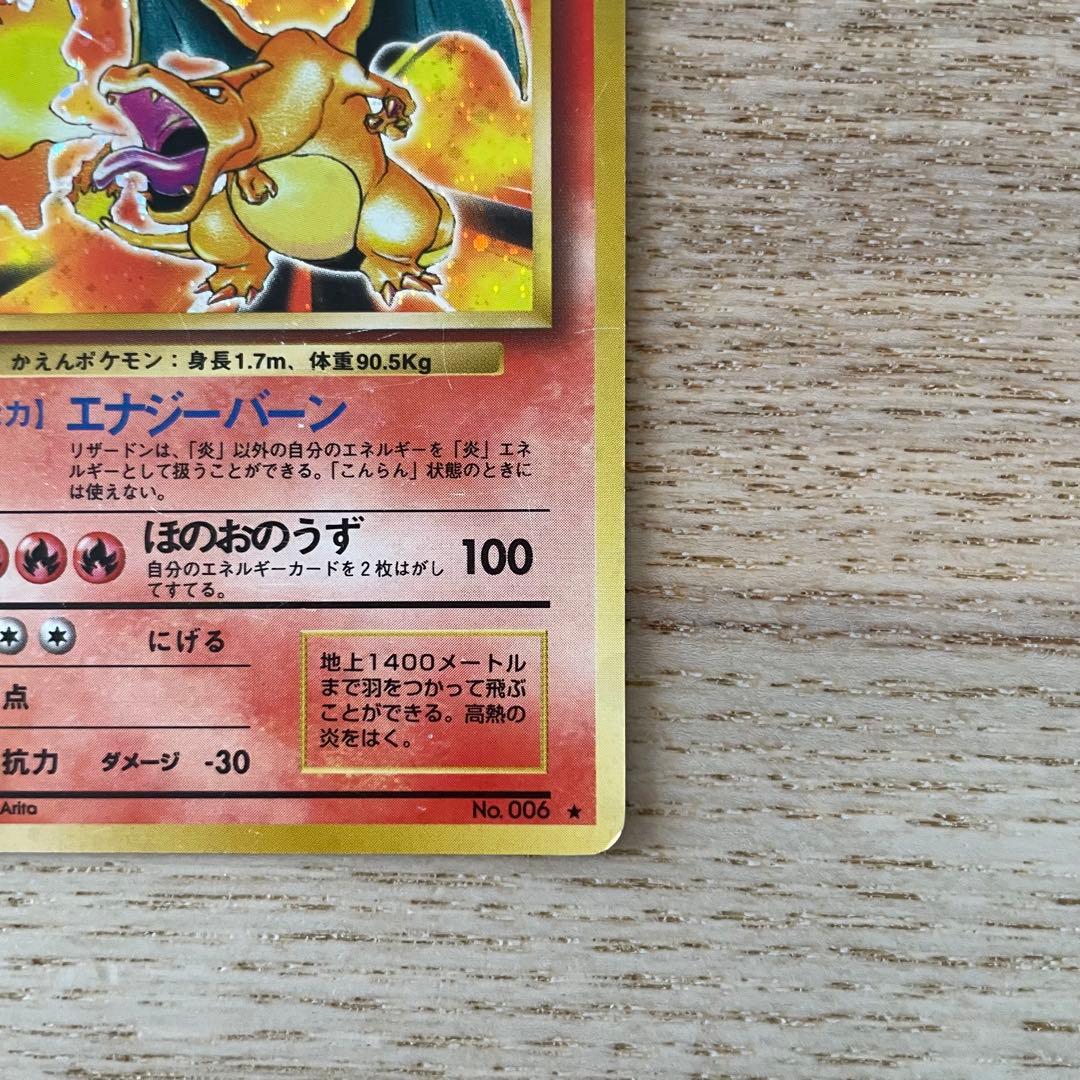 かえんポケモン：身長1.7m、体重90.5Kg
力】エナジーバーン
リザードンは、「炎」以外の自分のエネルギーを「炎」エネ
ルギーとして扱うことができる。「こんらん」状態のときに
は使えない。
ほのおのうず 100
自分のエネルギーカードを２枚はがし
てすてる。
にげる
地上1400メートル
まで羽をつかって飛ぶ
ことができる。高熱の
炎をはく。
点
抗力 ダメージ -30
Arita No. 006 ★